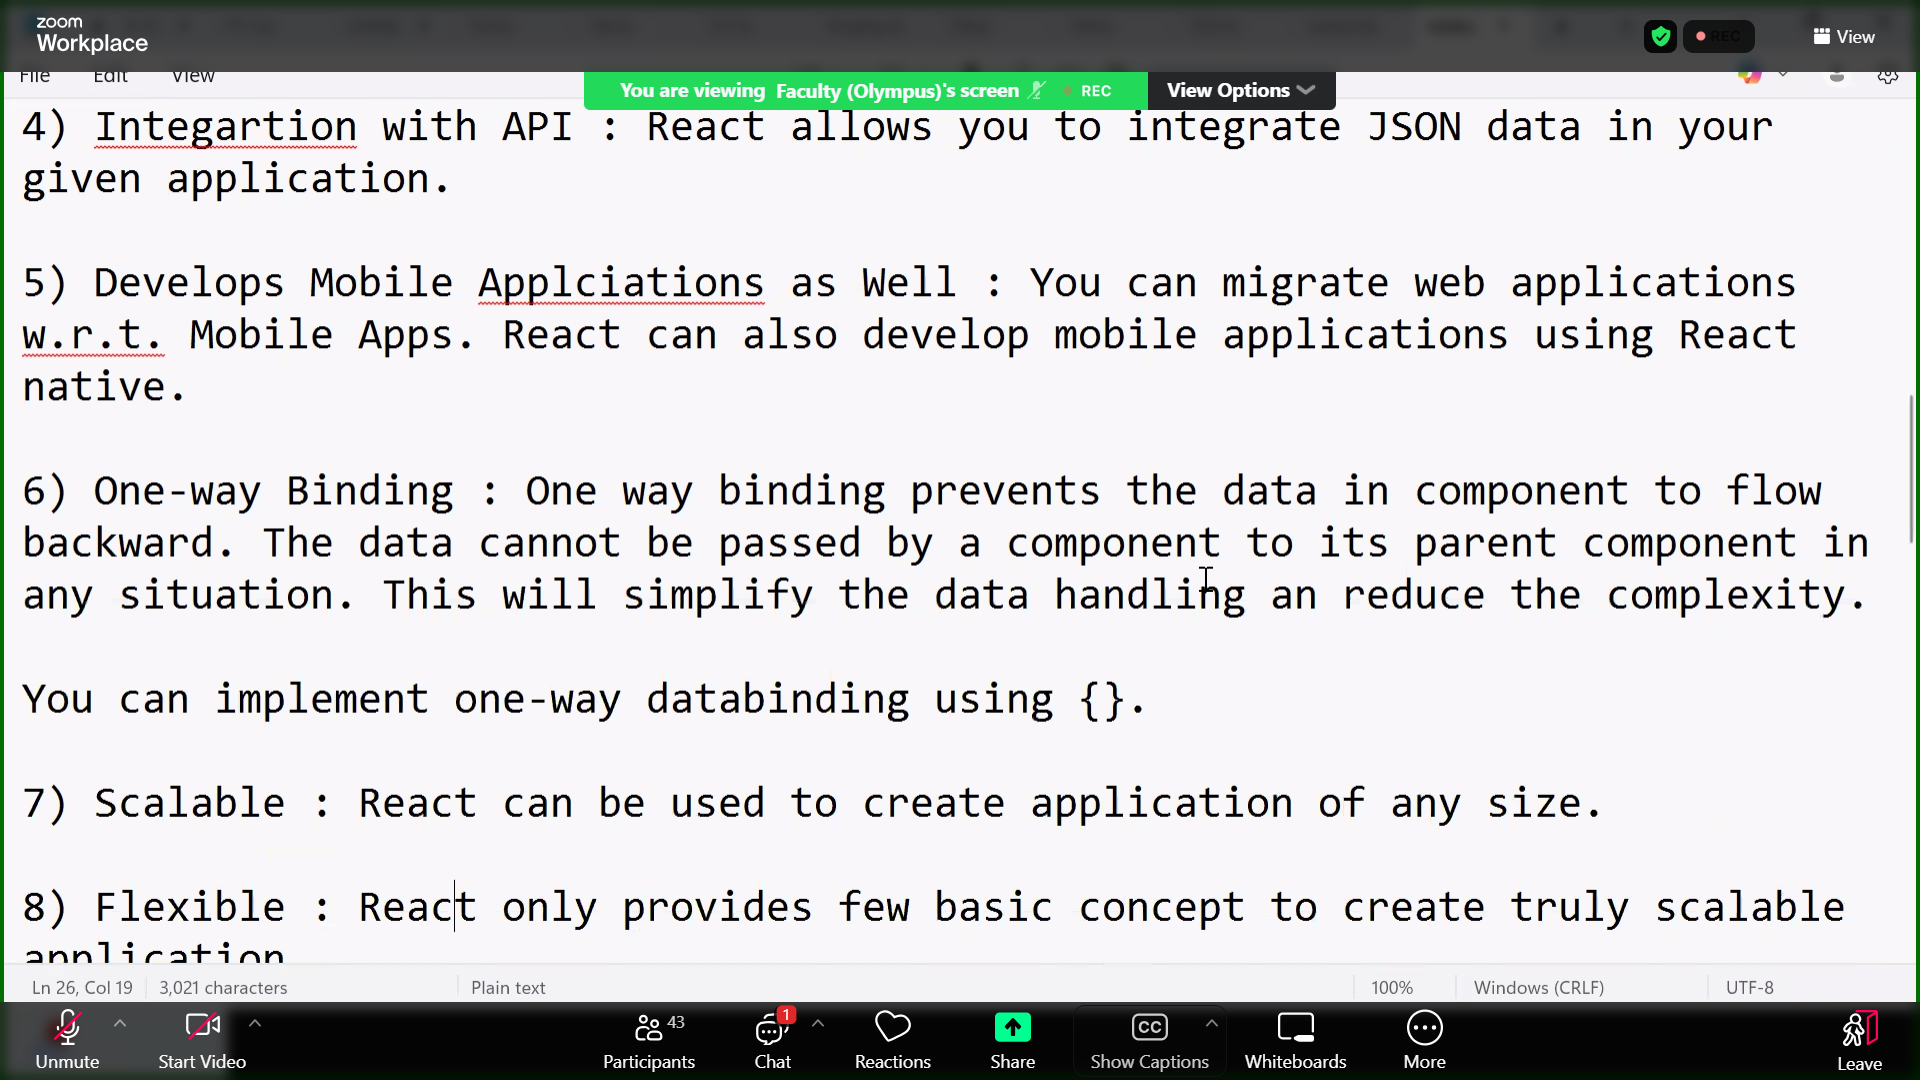 zoom
Workplace
REC
View
File Edit View
You are viewing Faculty (Olympus)'s screen REC View Options
4) Integartion with API : React allows you to integrate JSON data in your
given application.
5) Develops Mobile Applciations as Well : You can migrate web applications
w.r.t. Mobile Apps. React can also develop mobile applications using React
native.
6) One-way Binding : One way binding prevents the data in component to flow
backward. The data cannot be passed by a component to its parent component in
any situation. This will simplify the data handling an reduce the complexity.
You can implement one-way databinding using {}.
7) Scalable : React can be used to create application of any size.
8) Flexible : React only provides few basic concept to create truly scalable
application
Ln 26, Col 19 3,021 characters Plain text 100% Windows (CRLF) UTF-8
43 1 CC
Unmute Start Video Participants Chat Reactions Share Show Captions Whiteboards More Leave